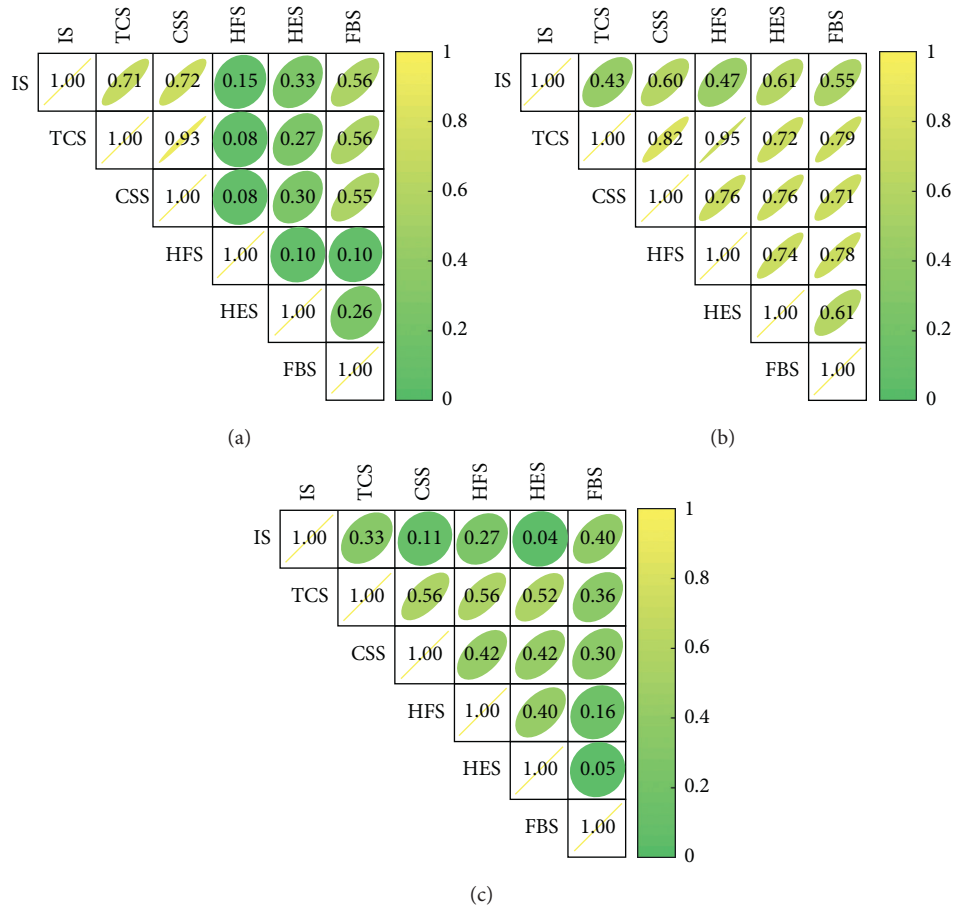 IS TCS CSS HFS HES FBS
IS 1.00 0.71 0.72 0.15 0.33 0.56
TCS 1.00 0.93 0.08 0.27 0.56
CSS 1.00 0.08 0.30 0.55
HFS 1.00 0.10 0.10
HES 1.00 0.26
FBS 1.00
1
0.8
0.6
0.4
0.2
0
(a)
IS TCS CSS HFS HES FBS
IS 1.00 0.43 0.60 0.47 0.61 0.55
TCS 1.00 0.82 0.95 0.72 0.79
CSS 1.00 0.76 0.76 0.71
HFS 1.00 0.74 0.78
HES 1.00 0.61
FBS 1.00
1
0.8
0.6
0.4
0.2
0
(b)
IS TCS CSS HFS HES FBS
IS 1.00 0.33 0.11 0.27 0.04 0.40
TCS 1.00 0.56 0.56 0.52 0.36
CSS 1.00 0.42 0.42 0.30
HFS 1.00 0.40 0.16
HES 1.00 0.05
FBS 1.00
1
0.8
0.6
0.4
0.2
0
(c)